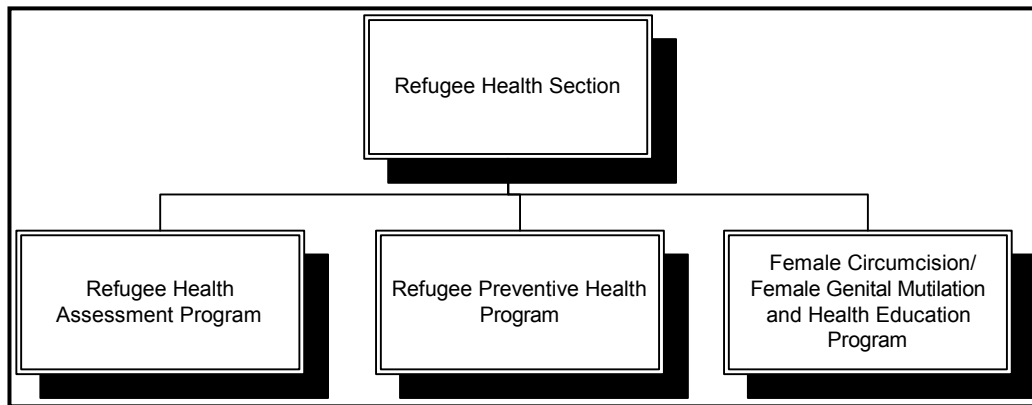 Refugee Health Section
Refugee Health
Assessment Program
Refugee Preventive Health
Program
Female Circumcision/
Female Genital Mutilation
and Health Education
Program